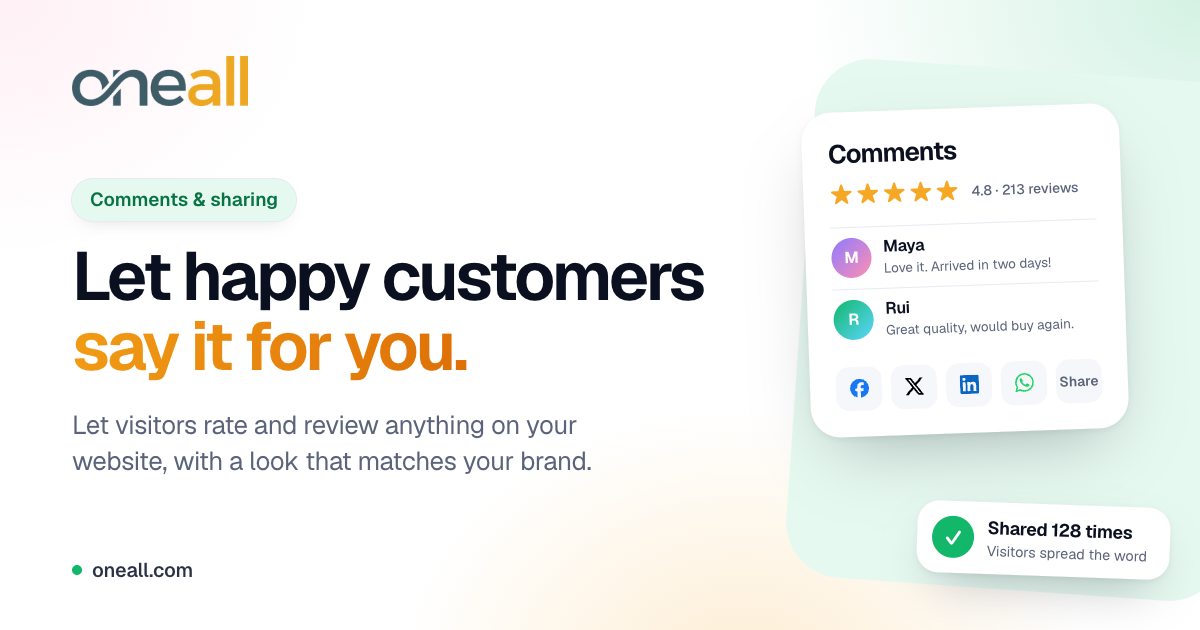 oneall
Comments & sharing
Let happy customers
say it for you.
Let visitors rate and review anything on your
website, with a look that matches your brand.
oneall.com
Comments
4.8 · 213 reviews
M
Maya
Love it. Arrived in two days!
R
Rui
Great quality, would buy again.
Share
Shared 128 times
Visitors spread the word